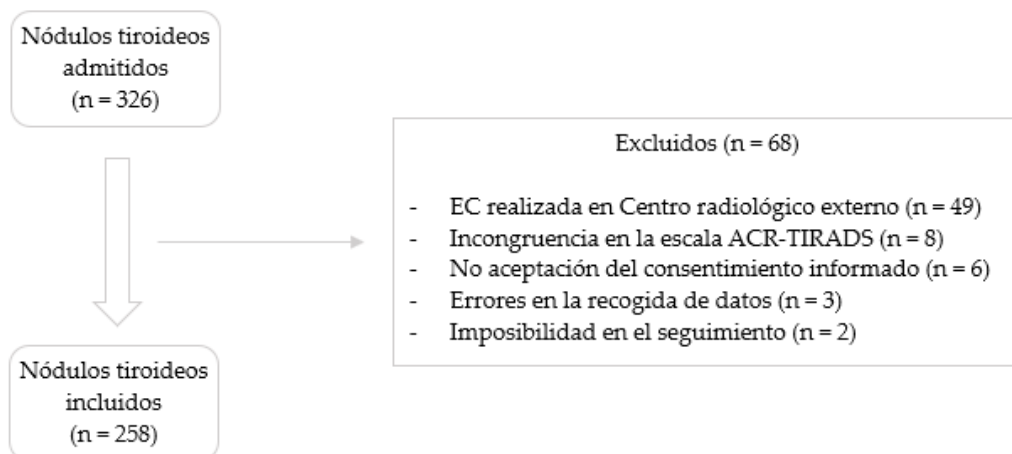 Nódulos tiroideos
admitidos
(n = 326)
Excluidos (n = 68)
- EC realizada en Centro radiológico externo (n = 49)
- Incongruencia en la escala ACR-TIRADS (n = 8)
- No aceptación del consentimiento informado (n = 6)
- Errores en la recogida de datos (n = 3)
- Imposibilidad en el seguimiento (n = 2)
Nódulos tiroideos
incluidos
(n = 258)